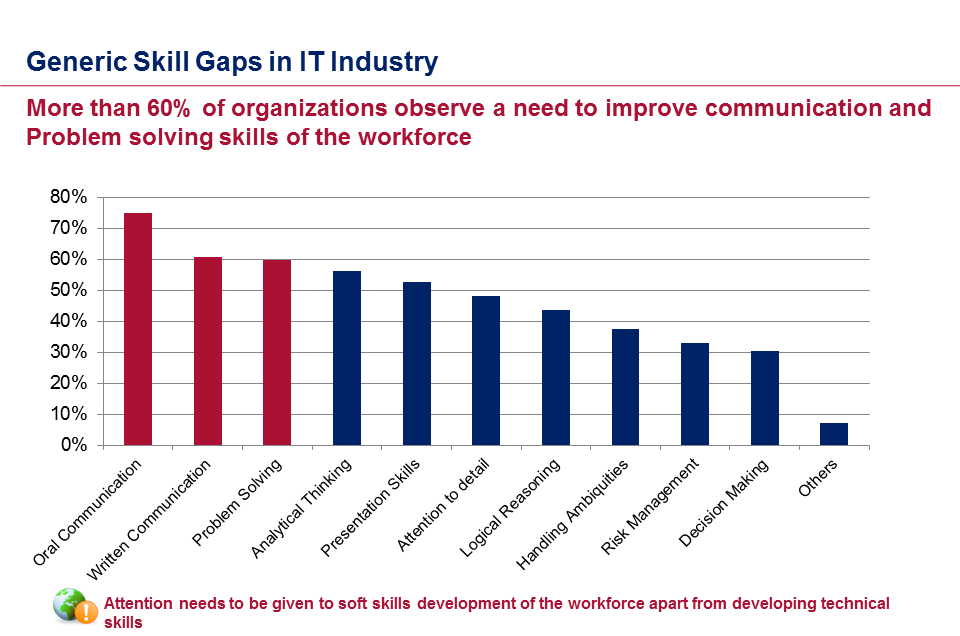 Generic Skill Gaps in IT Industry
More than 60% of organizations observe a need to improve communication and
Problem solving skills of the workforce
80%
70%
60%
50%
40%
30%
20%
10%
0%
Oral Communication
Written Communication
Problem Solving
Analytical Thinking
Presentation Skills
Attention to detail
Logical Reasoning
Handling Ambiquities
Risk Management
Decision Making
Others
Attention needs to be given to soft skills development of the workforce apart from developing technical
skills